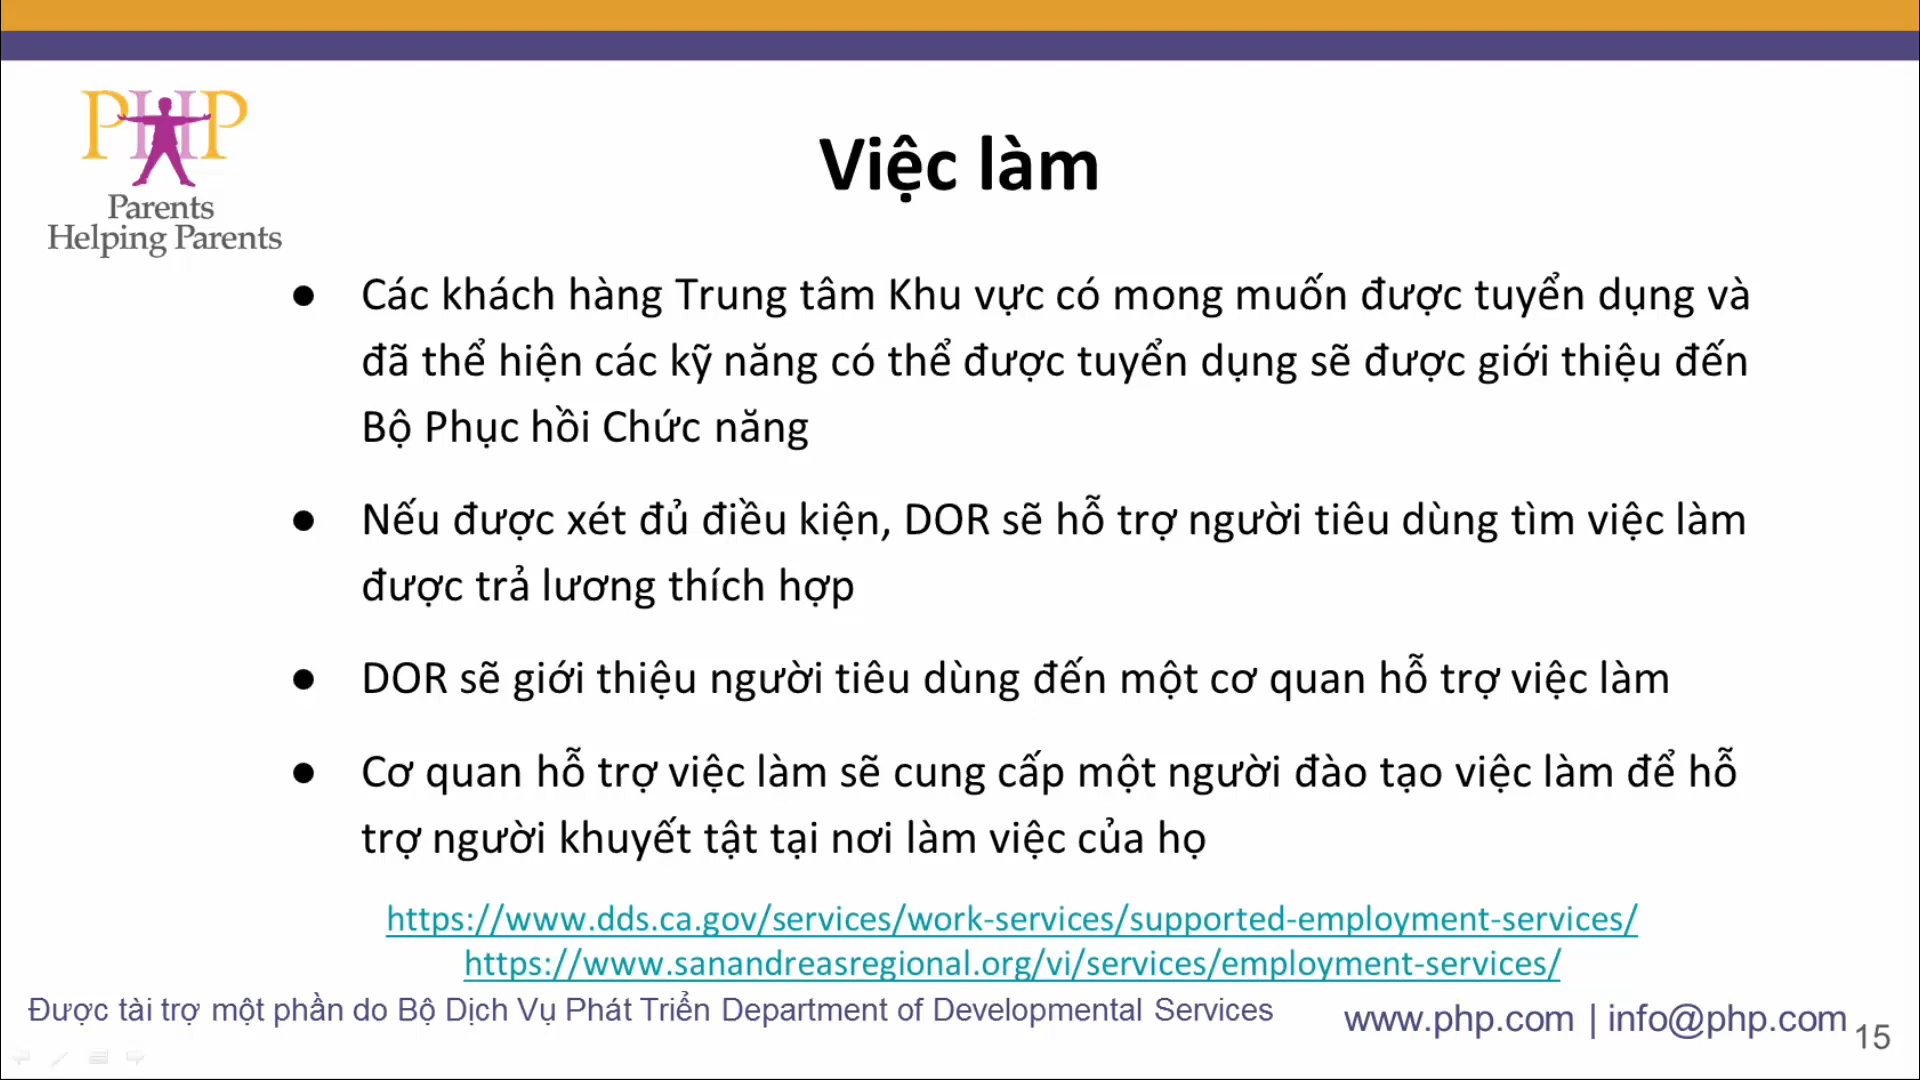 PHP
Parents
Helping Parents
Việc làm
● Các khách hàng Trung tâm Khu vực có mong muốn được tuyển dụng và
đã thể hiện các kỹ năng có thể được tuyển dụng sẽ được giới thiệu đến
Bộ Phục hồi Chức năng
● Nếu được xét đủ điều kiện, DOR sẽ hỗ trợ người tiêu dùng tìm việc làm
được trả lương thích hợp
● DOR sẽ giới thiệu người tiêu dùng đến một cơ quan hỗ trợ việc làm
● Cơ quan hỗ trợ việc làm sẽ cung cấp một người đào tạo việc làm để hỗ
trợ người khuyết tật tại nơi làm việc của họ
https://www.dds.ca.gov/services/work-services/supported-employment-services/
https://www.sanandreasregional.org/vi/services/employment-services/
Được tài trợ một phần do Bộ Dịch Vụ Phát Triển Department of Developmental Services
www.php.com | info@php.com
15